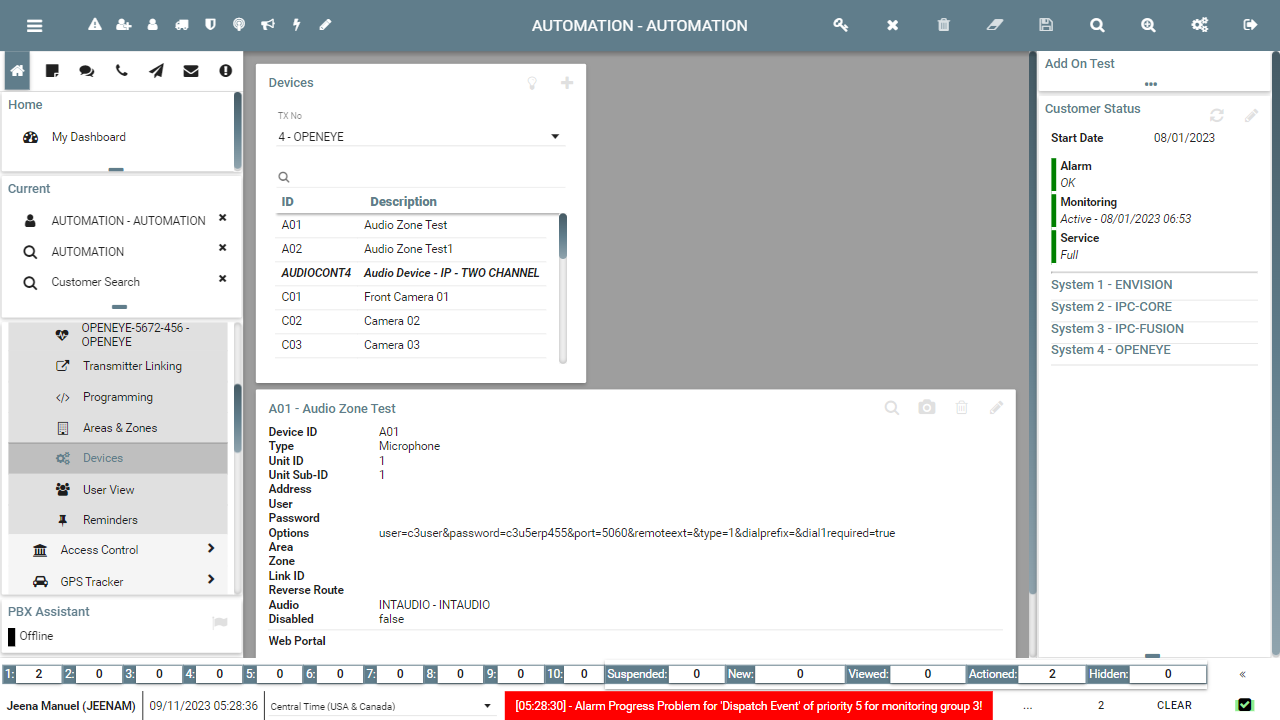 AUTOMATION - AUTOMATION
Home
My Dashboard
Current
AUTOMATION - AUTOMATION
AUTOMATION
Customer Search
OPENEYE-5672-456 -
OPENEYE
Transmitter Linking
Programming
Areas & Zones
Devices
User View
Reminders
Access Control
GPS Tracker
PBX Assistant
Offline
Devices
TX No
4 - OPENEYE
ID Description
A01 Audio Zone Test
A02 Audio Zone Test1
AUDIOCONT4 Audio Device - IP - TWO CHANNEL
C01 Front Camera 01
C02 Camera 02
C03 Camera 03
A01 - Audio Zone Test
Device ID A01
Type Microphone
Unit ID 1
Unit Sub-ID 1
Address
User
Password
Options user=c3user&password=c3u5erp455&port=5060&remoteext=&type=1&dialprefix=&dial1required=true
Area
Zone
Link ID
Reverse Route
Audio INTAUDIO - INTAUDIO
Disabled false
Web Portal
Add On Test
Customer Status
Start Date 08/01/2023
Alarm
OK
Monitoring
Active - 08/01/2023 06:53
Service
Full
System 1 - ENVISION
System 2 - IPC-CORE
System 3 - IPC-FUSION
System 4 - OPENEYE
1: 2 2: 0 3: 0 4: 0 5: 0 6: 0 7: 0 8: 0 9: 0 10: 0 Suspended: 0 New: 0 Viewed: 0 Actioned: 2 Hidden: 0 «
Jeena Manuel (JEENAM) 09/11/2023 05:28:36 Central Time (USA & Canada) [05:28:30] - Alarm Progress Problem for 'Dispatch Event' of priority 5 for monitoring group 3! ... 2 CLEAR